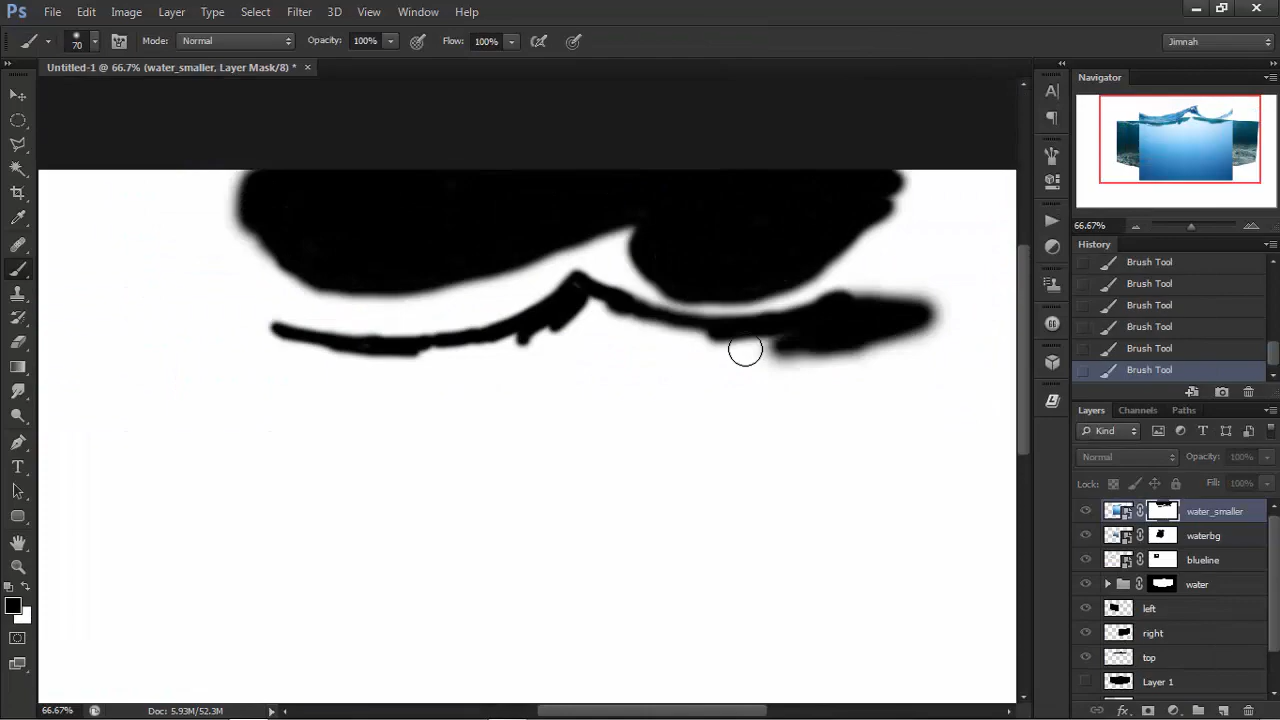 Ps File Edit Image Layer Type Select Filter 3D View Window Help
70 Mode: Normal Opacity: 100% Flow: 100% Jimnah
Untitled-1 @ 66.7% (water_smaller, Layer Mask/8) * ×
Navigator
66.67%
History
Brush Tool
Brush Tool
Brush Tool
Brush Tool
Brush Tool
Brush Tool
Layers Channels Paths
Kind
Normal Opacity: 100%
Lock: Fill: 100%
water_smaller
waterbg
blueline
water
left
right
top
Layer 1
66.67% Doc: 5.93M/52.3M